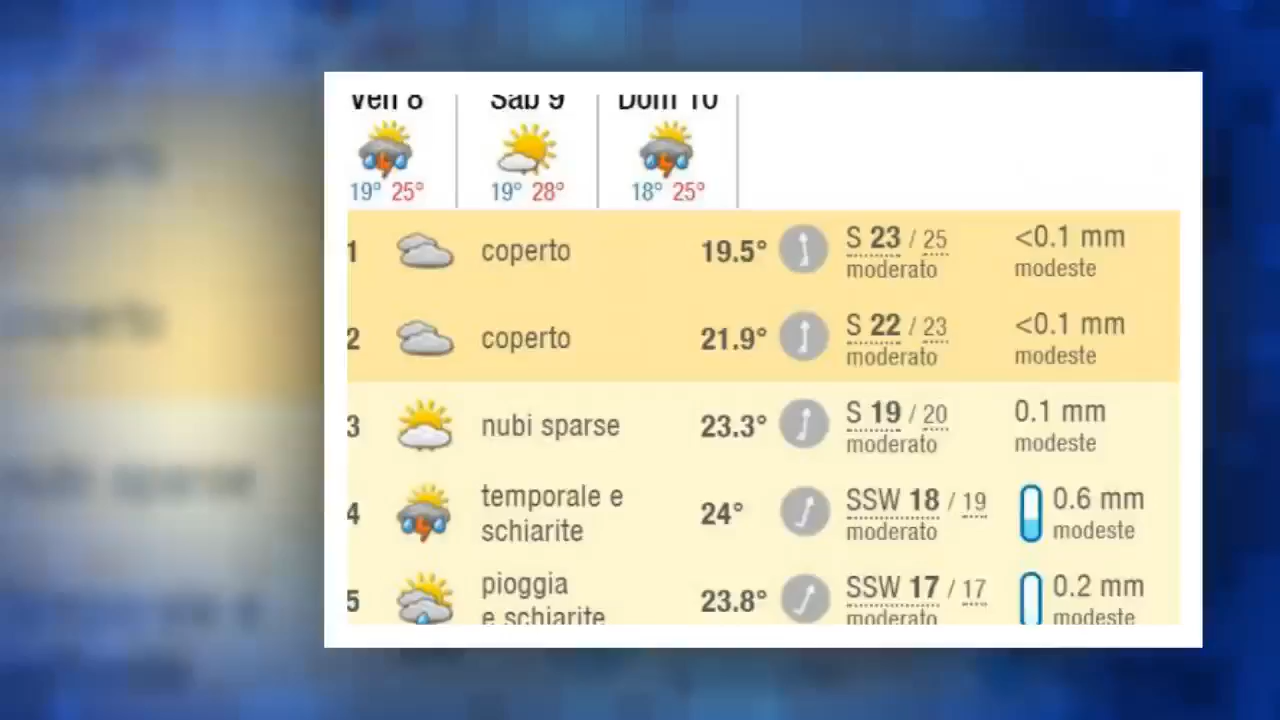 Ven 8 Sab 9 Dom 10
19° 25° 19° 28° 18° 25°
1 coperto 19.5° S 23 / 25 <0.1 mm
moderato modeste
2 coperto 21.9° S 22 / 23 <0.1 mm
moderato modeste
3 nubi sparse 23.3° S 19 / 20 0.1 mm
moderato modeste
4 temporale e schiarite 24° SSW 18 / 19 0.6 mm
moderato modeste
5 pioggia e schiarite 23.8° SSW 17 / 17 0.2 mm
moderato modeste